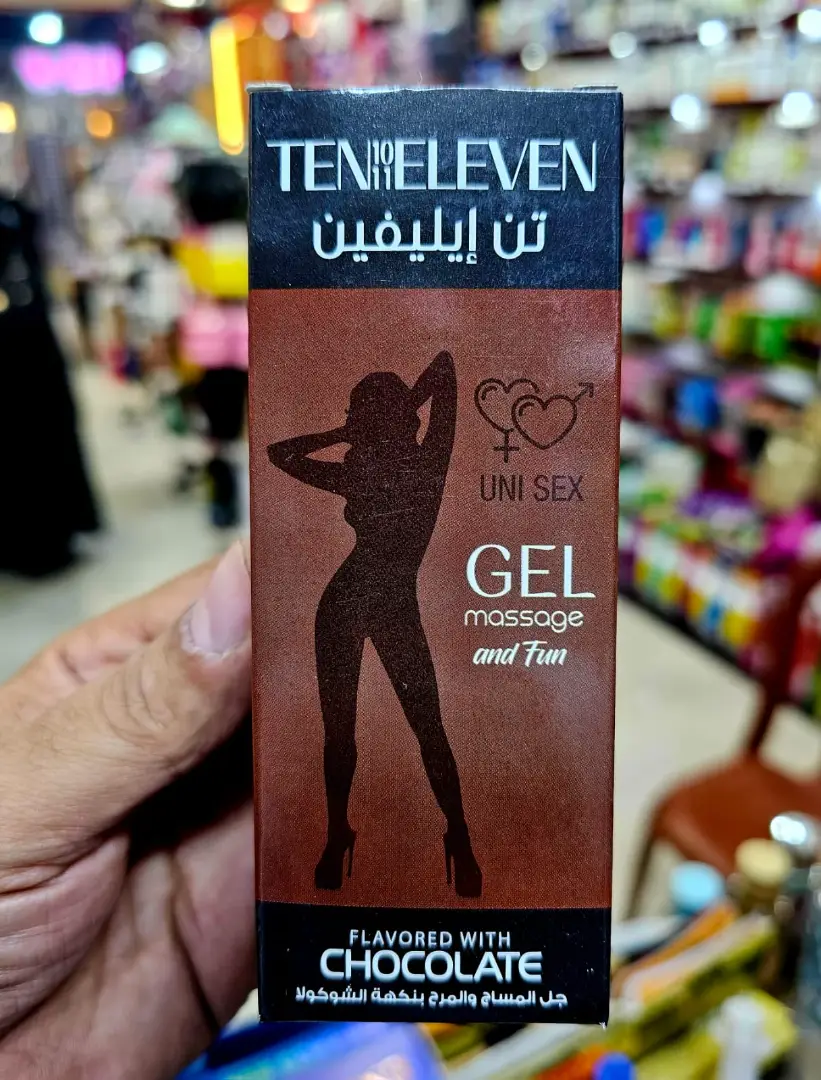 TEN 10 11 ELEVEN
تن إيليفين
UNI SEX
GEL
massage
and Fun
FLAVORED WITH
CHOCOLATE
جل المساج والمرح بنكهة الشوكولا